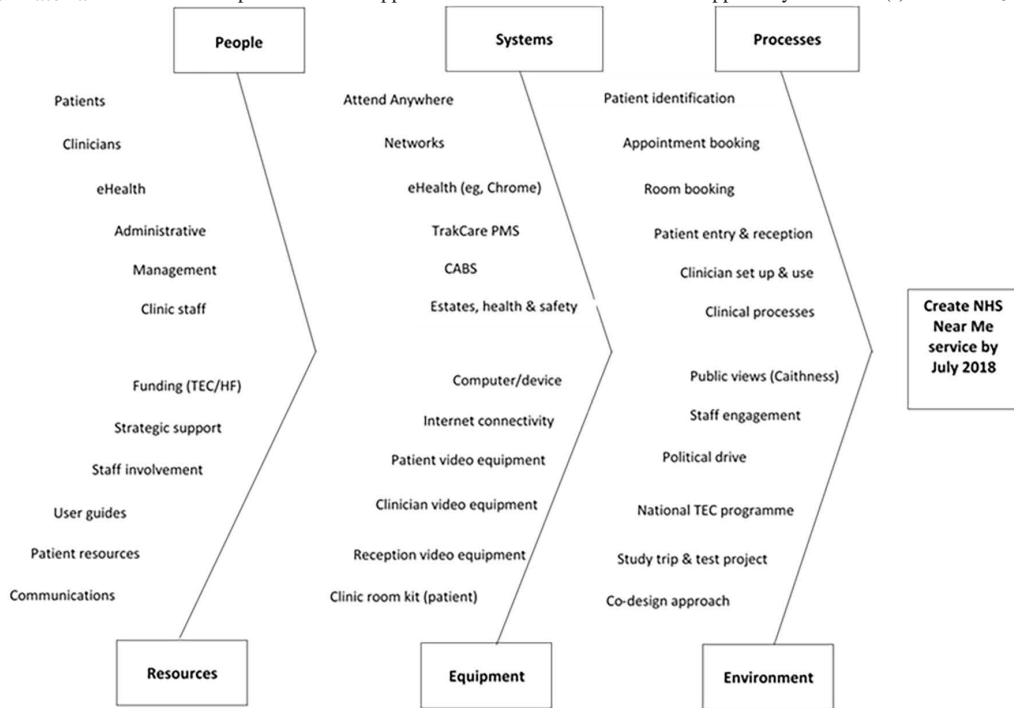 People
Systems
Processes
Patients
Clinicians
eHealth
Administrative
Management
Clinic staff
Attend Anywhere
Networks
eHealth (eg, Chrome)
TrakCare PMS
CABS
Estates, health & safety
Patient identification
Appointment booking
Room booking
Patient entry & reception
Clinician set up & use
Clinical processes
Create NHS
Near Me
service by
July 2018
Funding (TEC/HF)
Strategic support
Staff involvement
User guides
Patient resources
Communications
Computer/device
Internet connectivity
Patient video equipment
Clinician video equipment
Reception video equipment
Clinic room kit (patient)
Public views (Caithness)
Staff engagement
Political drive
National TEC programme
Study trip & test project
Co-design approach
Resources
Equipment
Environment